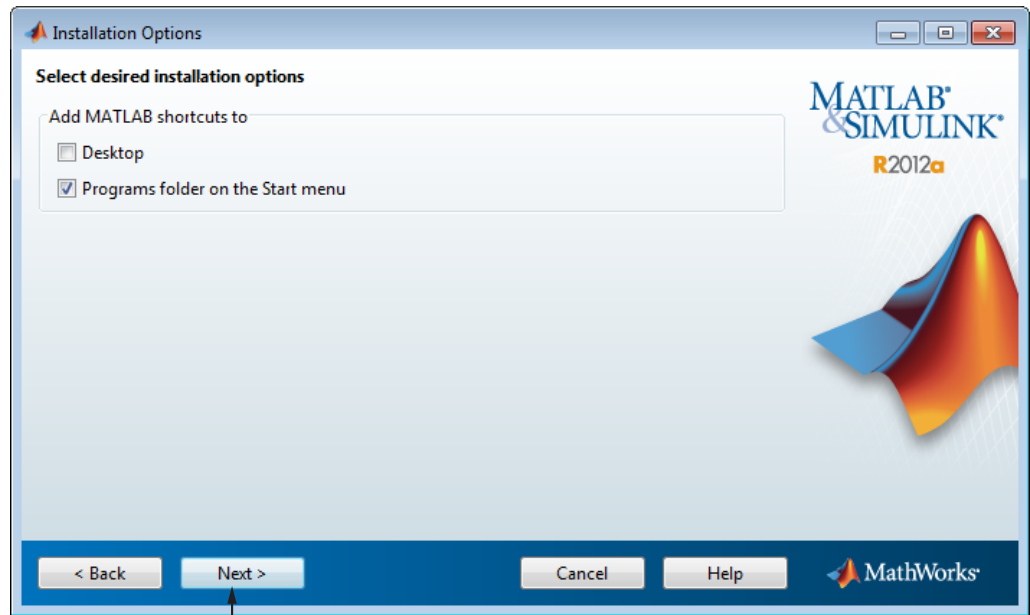 Installation Options
Select desired installation options
Add MATLAB shortcuts to
Desktop
Programs folder on the Start menu
MATLAB®
&SIMULINK®
R2012a
< Back
Next >
Cancel
Help
MathWorks®